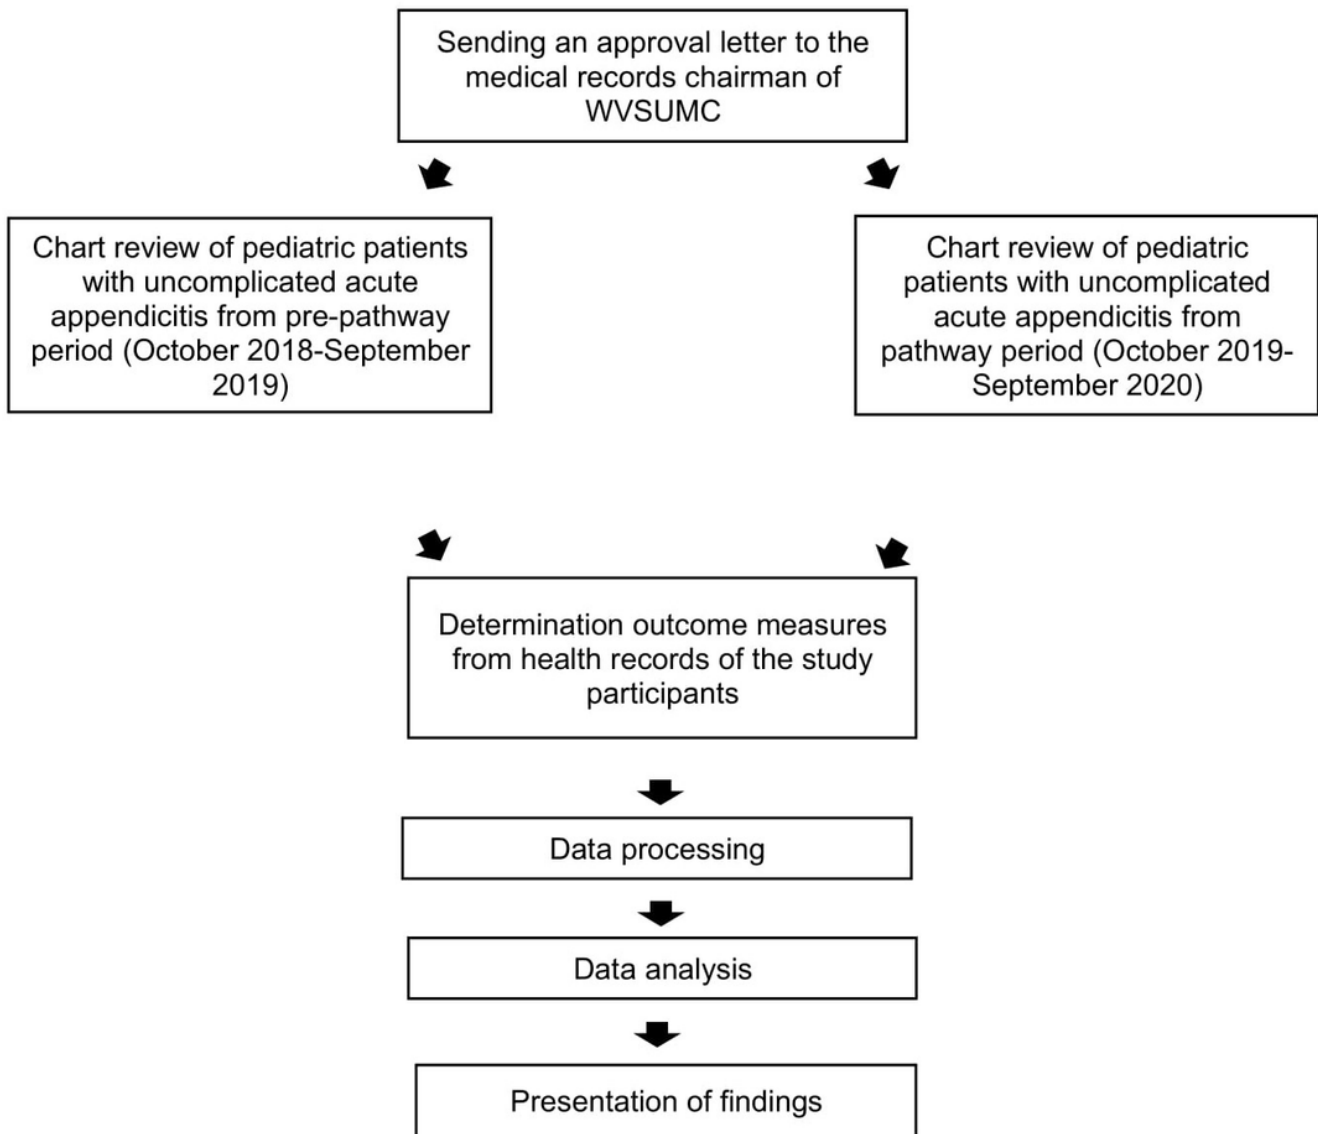 Sending an approval letter to the
medical records chairman of
WVSUMC
Chart review of pediatric patients
with uncomplicated acute
appendicitis from pre-pathway
period (October 2018-September
2019)
Chart review of pediatric
patients with uncomplicated
acute appendicitis from
pathway period (October 2019-
September 2020)
Determination outcome measures
from health records of the study
participants
Data processing
Data analysis
Presentation of findings